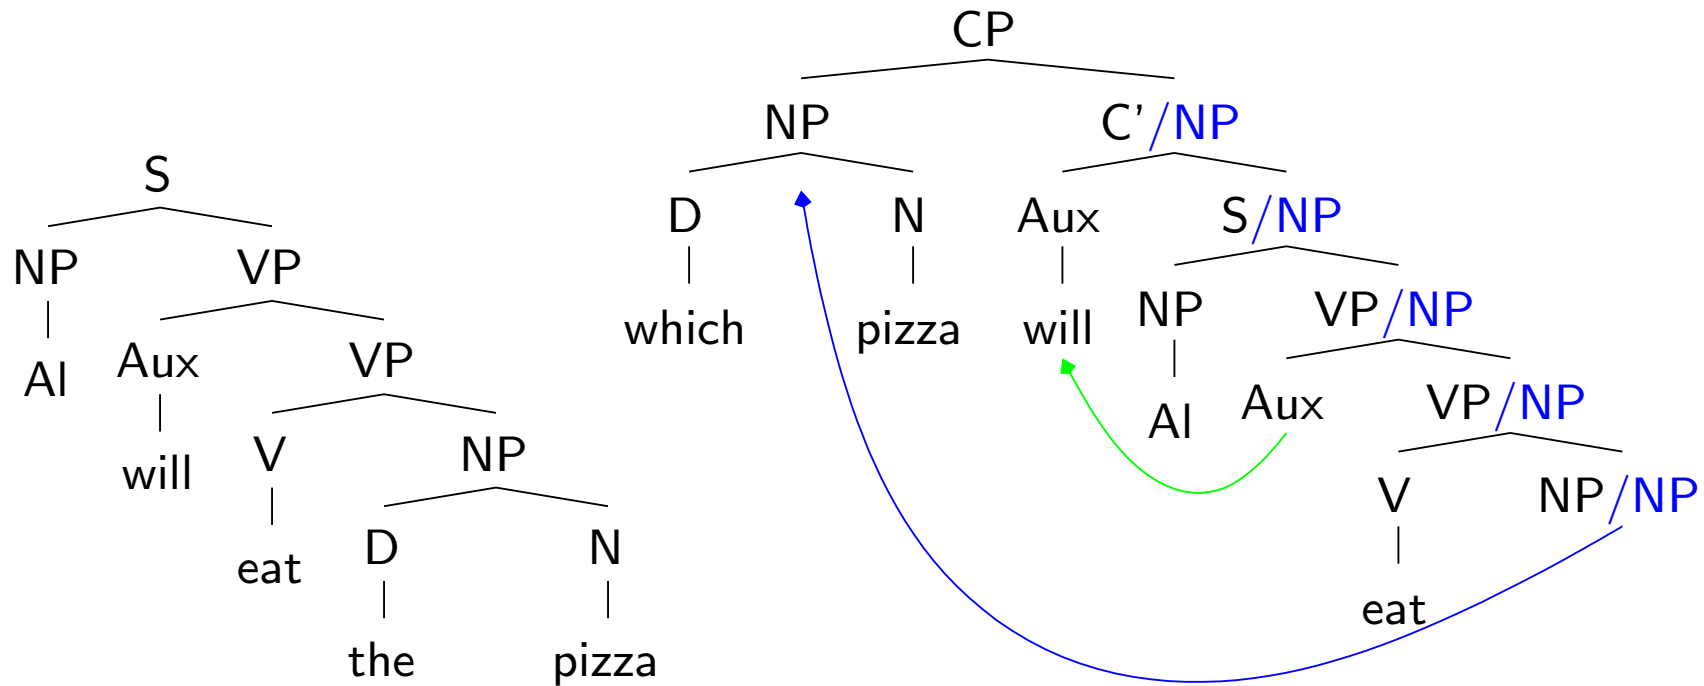 CP
NP C’/NP
S
D N Aux S/NP
NP VP
which pizza will NP VP/NP
Al Aux VP
Al Aux VP/NP
will V NP
V NP/NP
eat D N
eat
the pizza